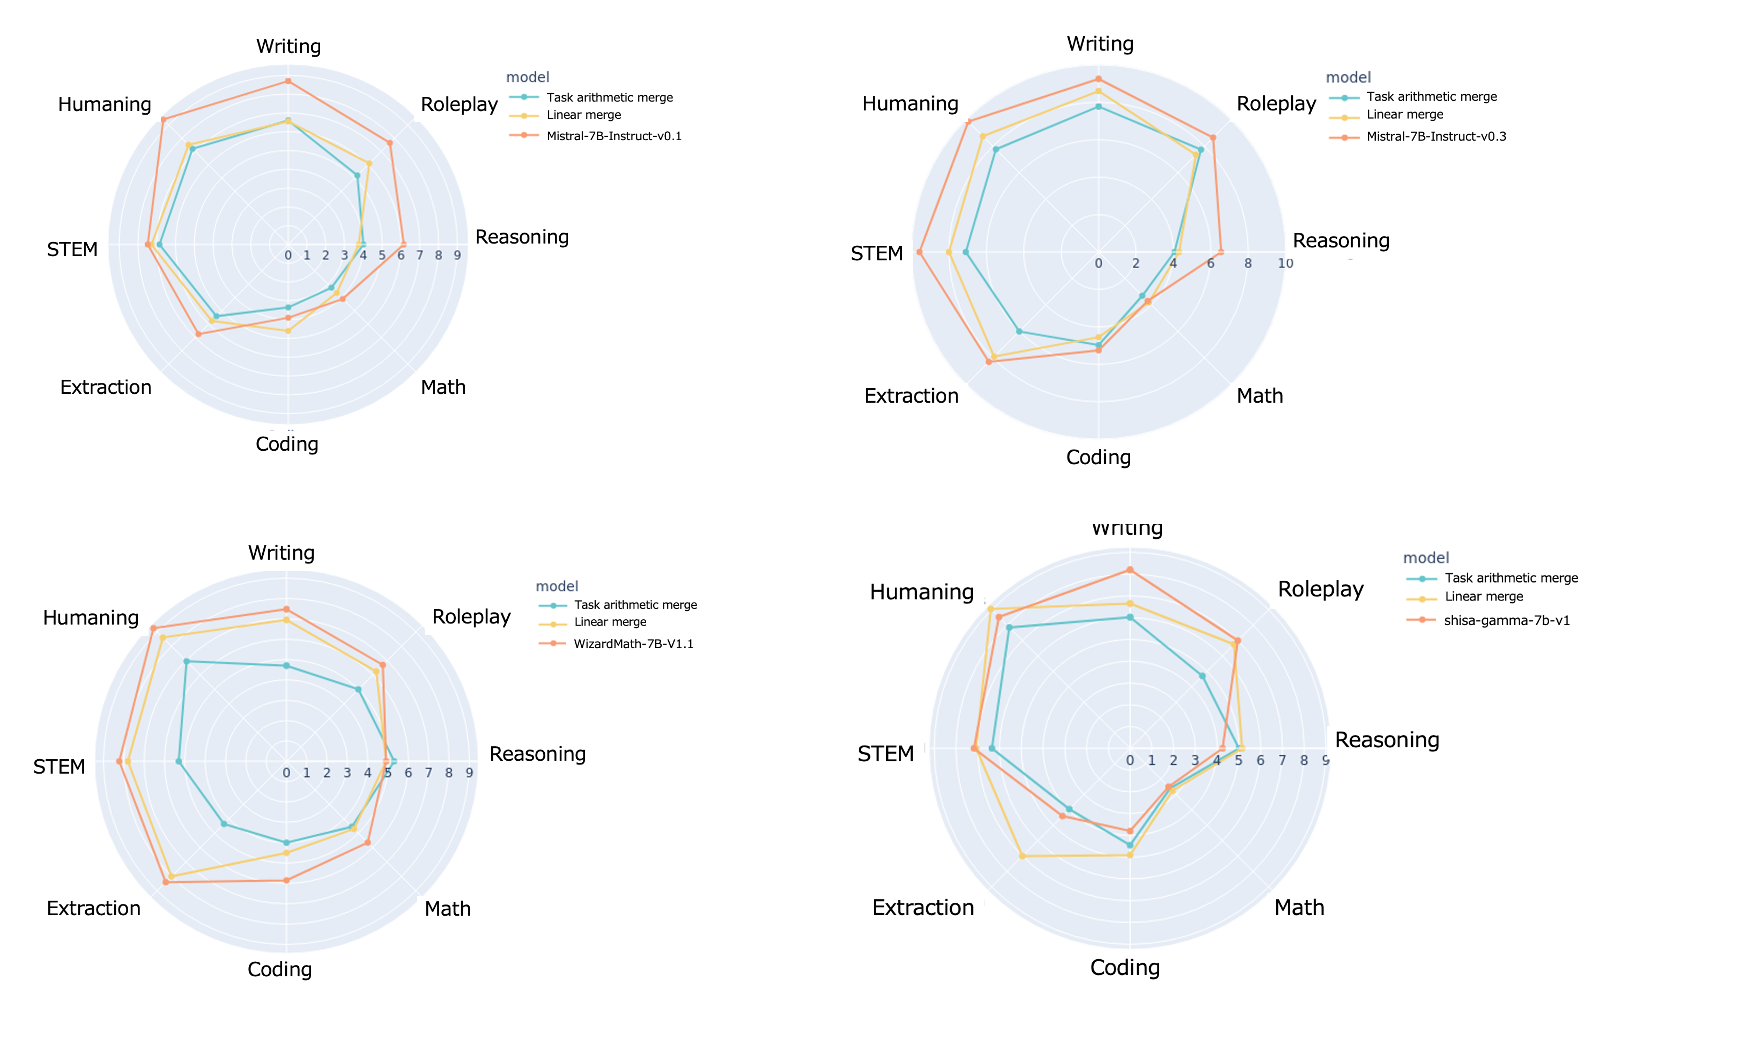 Writing
Humaning
Roleplay
STEM
Reasoning
0 1 2 3 4 5 6 7 8 9
Extraction
Math
Coding
model
Task arithmetic merge
Linear merge
Mistral-7B-Instruct-v0.1
Writing
Humaning
Roleplay
STEM
Reasoning
0 2 4 6 8 10
Extraction
Math
Coding
model
Task arithmetic merge
Linear merge
Mistral-7B-Instruct-v0.3
Writing
Humaning
Roleplay
STEM
Reasoning
0 1 2 3 4 5 6 7 8 9
Extraction
Math
Coding
model
Task arithmetic merge
Linear merge
WizardMath-7B-V1.1
Writing
Humaning
Roleplay
STEM
Reasoning
0 1 2 3 4 5 6 7 8 9
Extraction
Math
Coding
model
Task arithmetic merge
Linear merge
shisa-gamma-7b-v1